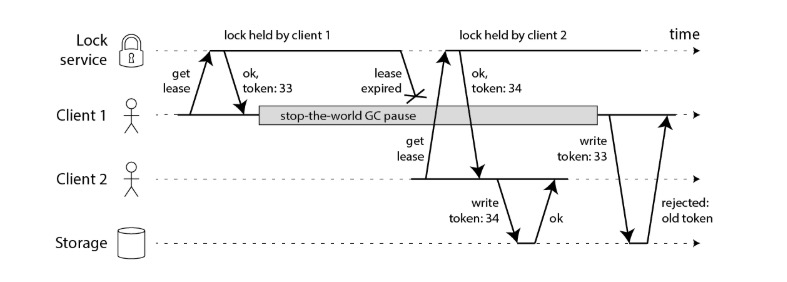 lock held by client 1
lock held by client 2
time
Lock
service
get
lease
ok,
token: 33
lease
expired
ok,
token: 34
Client 1
stop-the-world GC pause
get
lease
write
token: 33
Client 2
write
token: 34
ok
rejected:
old token
Storage